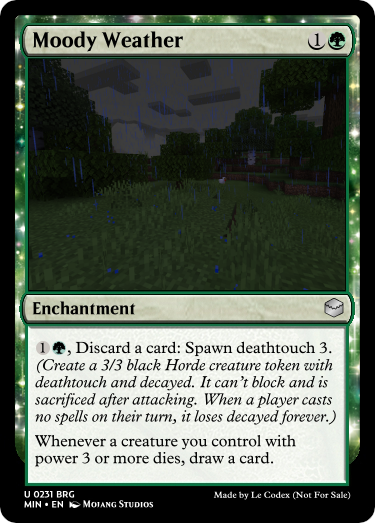 Moody Weather 1
Enchantment
1, Discard a card: Spawn deathtouch 3.
(Create a 3/3 black Horde creature token with
deathtouch and decayed. It can't block and is
sacrificed after attacking. When a player casts
no spells on their turn, it loses decayed forever.)
Whenever a creature you control with
power 3 or more dies, draw a card.
U 0231 BRG
MIN • EN Mojang Studios
Made by Le Codex (Not For Sale)